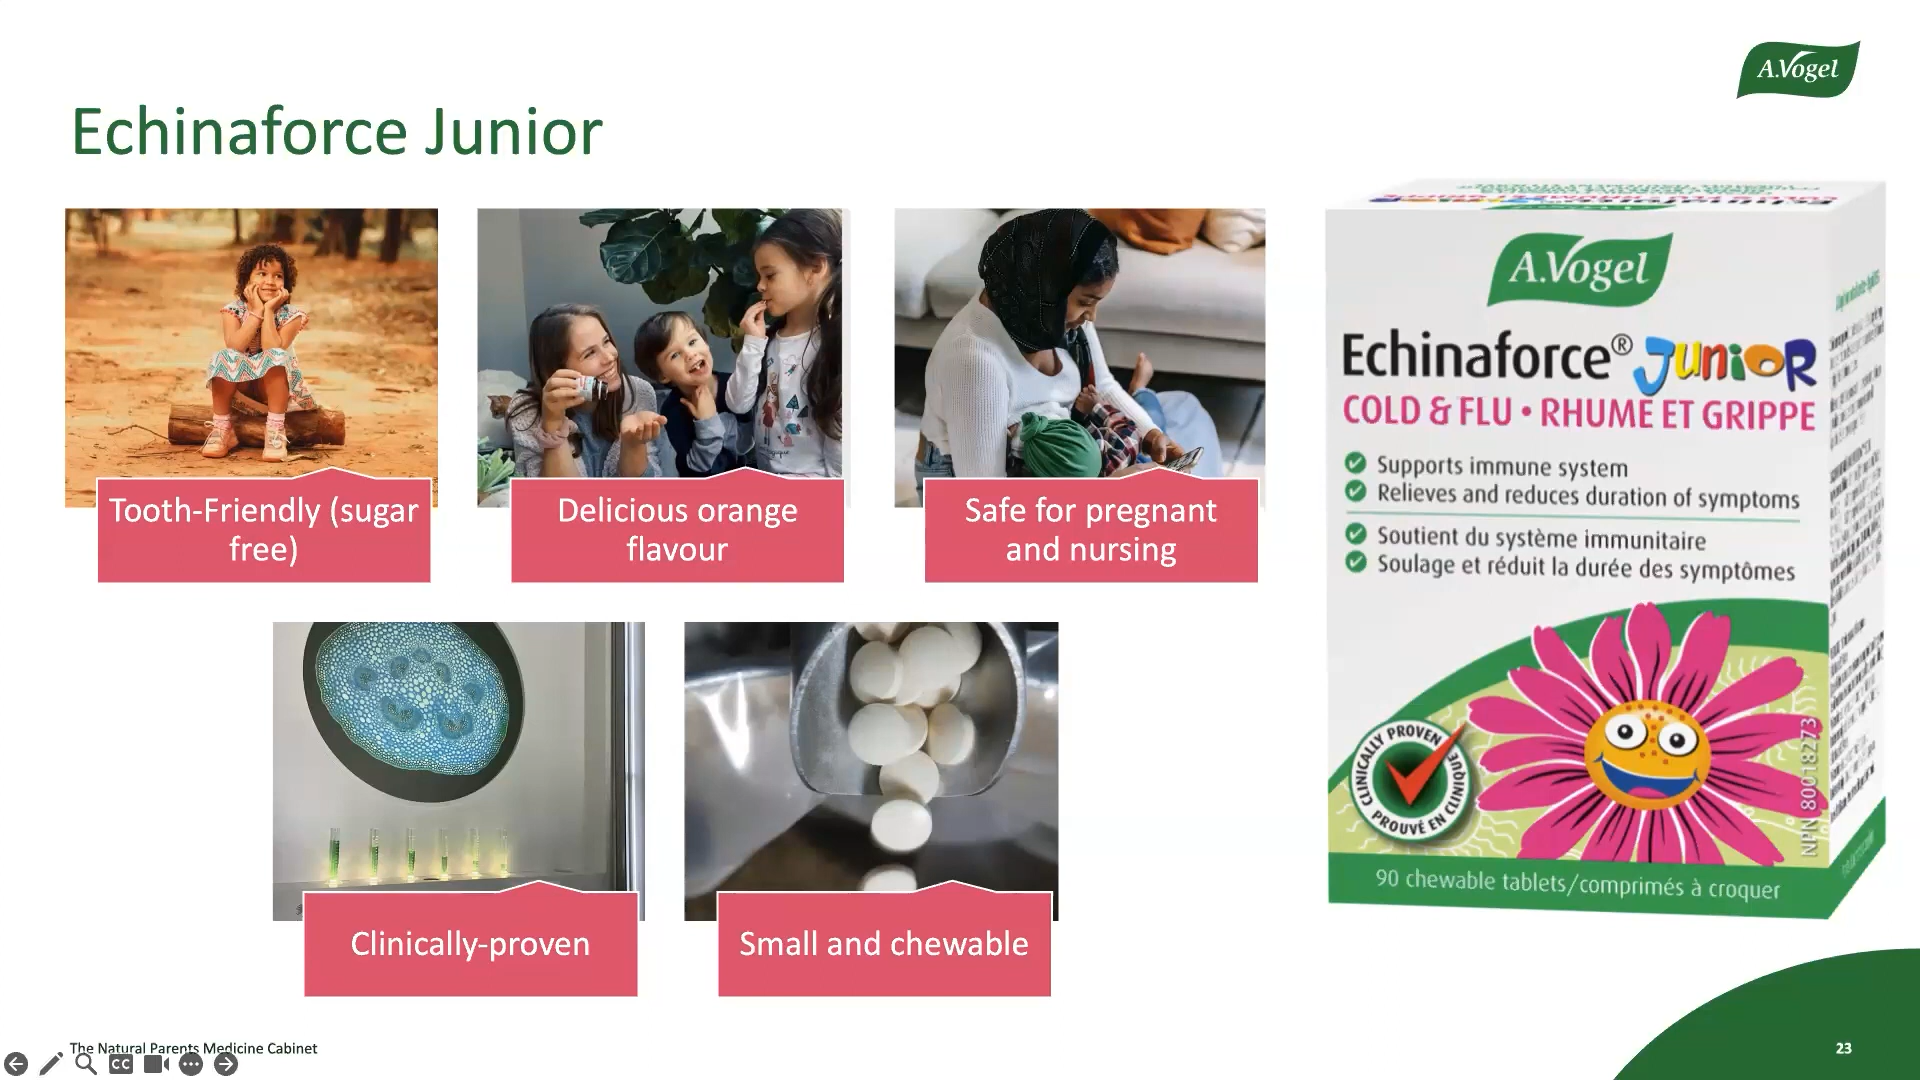 A.Vogel
Echinaforce Junior
Tooth-Friendly (sugar
free)
Delicious orange
flavour
Safe for pregnant
and nursing
Clinically-proven
Small and chewable
A.Vogel
Echinaforce® JUNIOR
COLD & FLU • RHUME ET GRIPPE
Supports immune system
Relieves and reduces duration of symptoms
Soutient du système immunitaire
Soulage et réduit la durée des symptômes
CLINICALLY PROVEN
PROUVÉ EN CLINIQUE
NPN 80018273
90 chewable tablets/comprimés à croquer
The Natural Parents Medicine Cabinet
CC
23